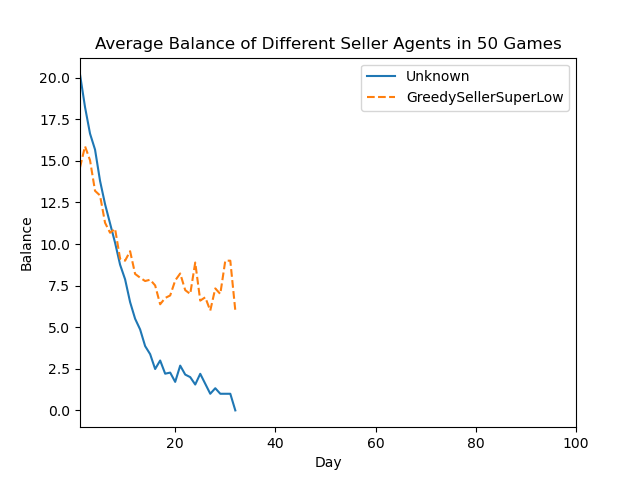 Average Balance of Different Seller Agents in 50 Games
Unknown
GreedySellerSuperLow
20.0
17.5
15.0
12.5
10.0
7.5
5.0
2.5
0.0
Balance
20 40 60 80 100
Day